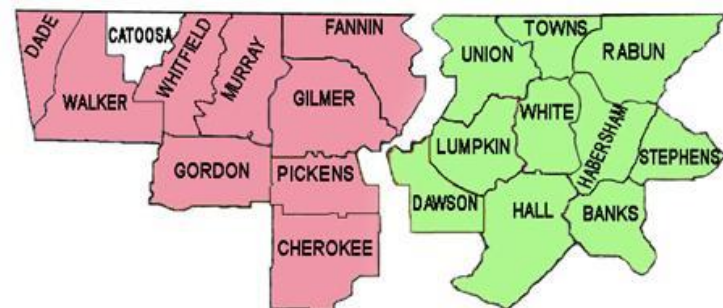 DADE
CATOOSA
WHITFIELD
MURRAY
FANNIN
WALKER
GILMER
GORDON
PICKENS
CHEROKEE
TOWNS
UNION
RABUN
WHITE
HABERSHAM
LUMPKIN
STEPHENS
DAWSON
HALL
BANKS